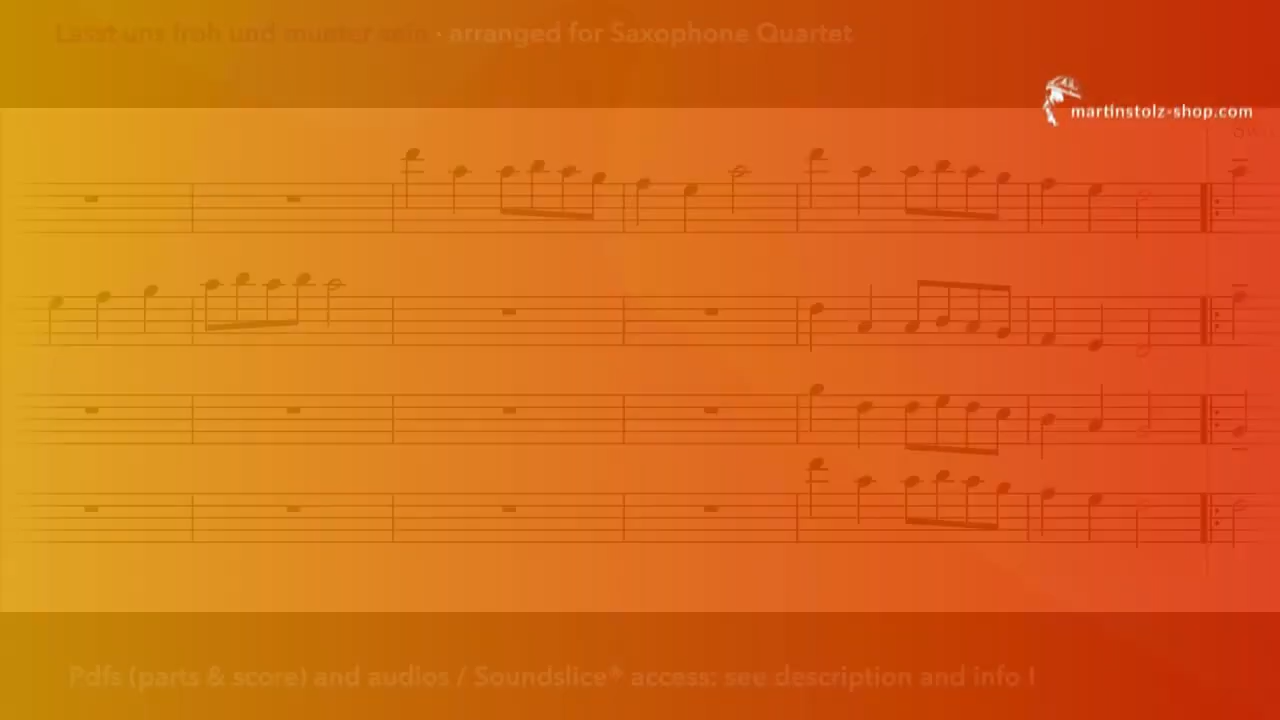 Lasst uns froh und munter sein · arranged for Saxophone Quartet
martinstolz-shop.com
Pdfs (parts & score) and audios / Soundslice® access: see description and info !